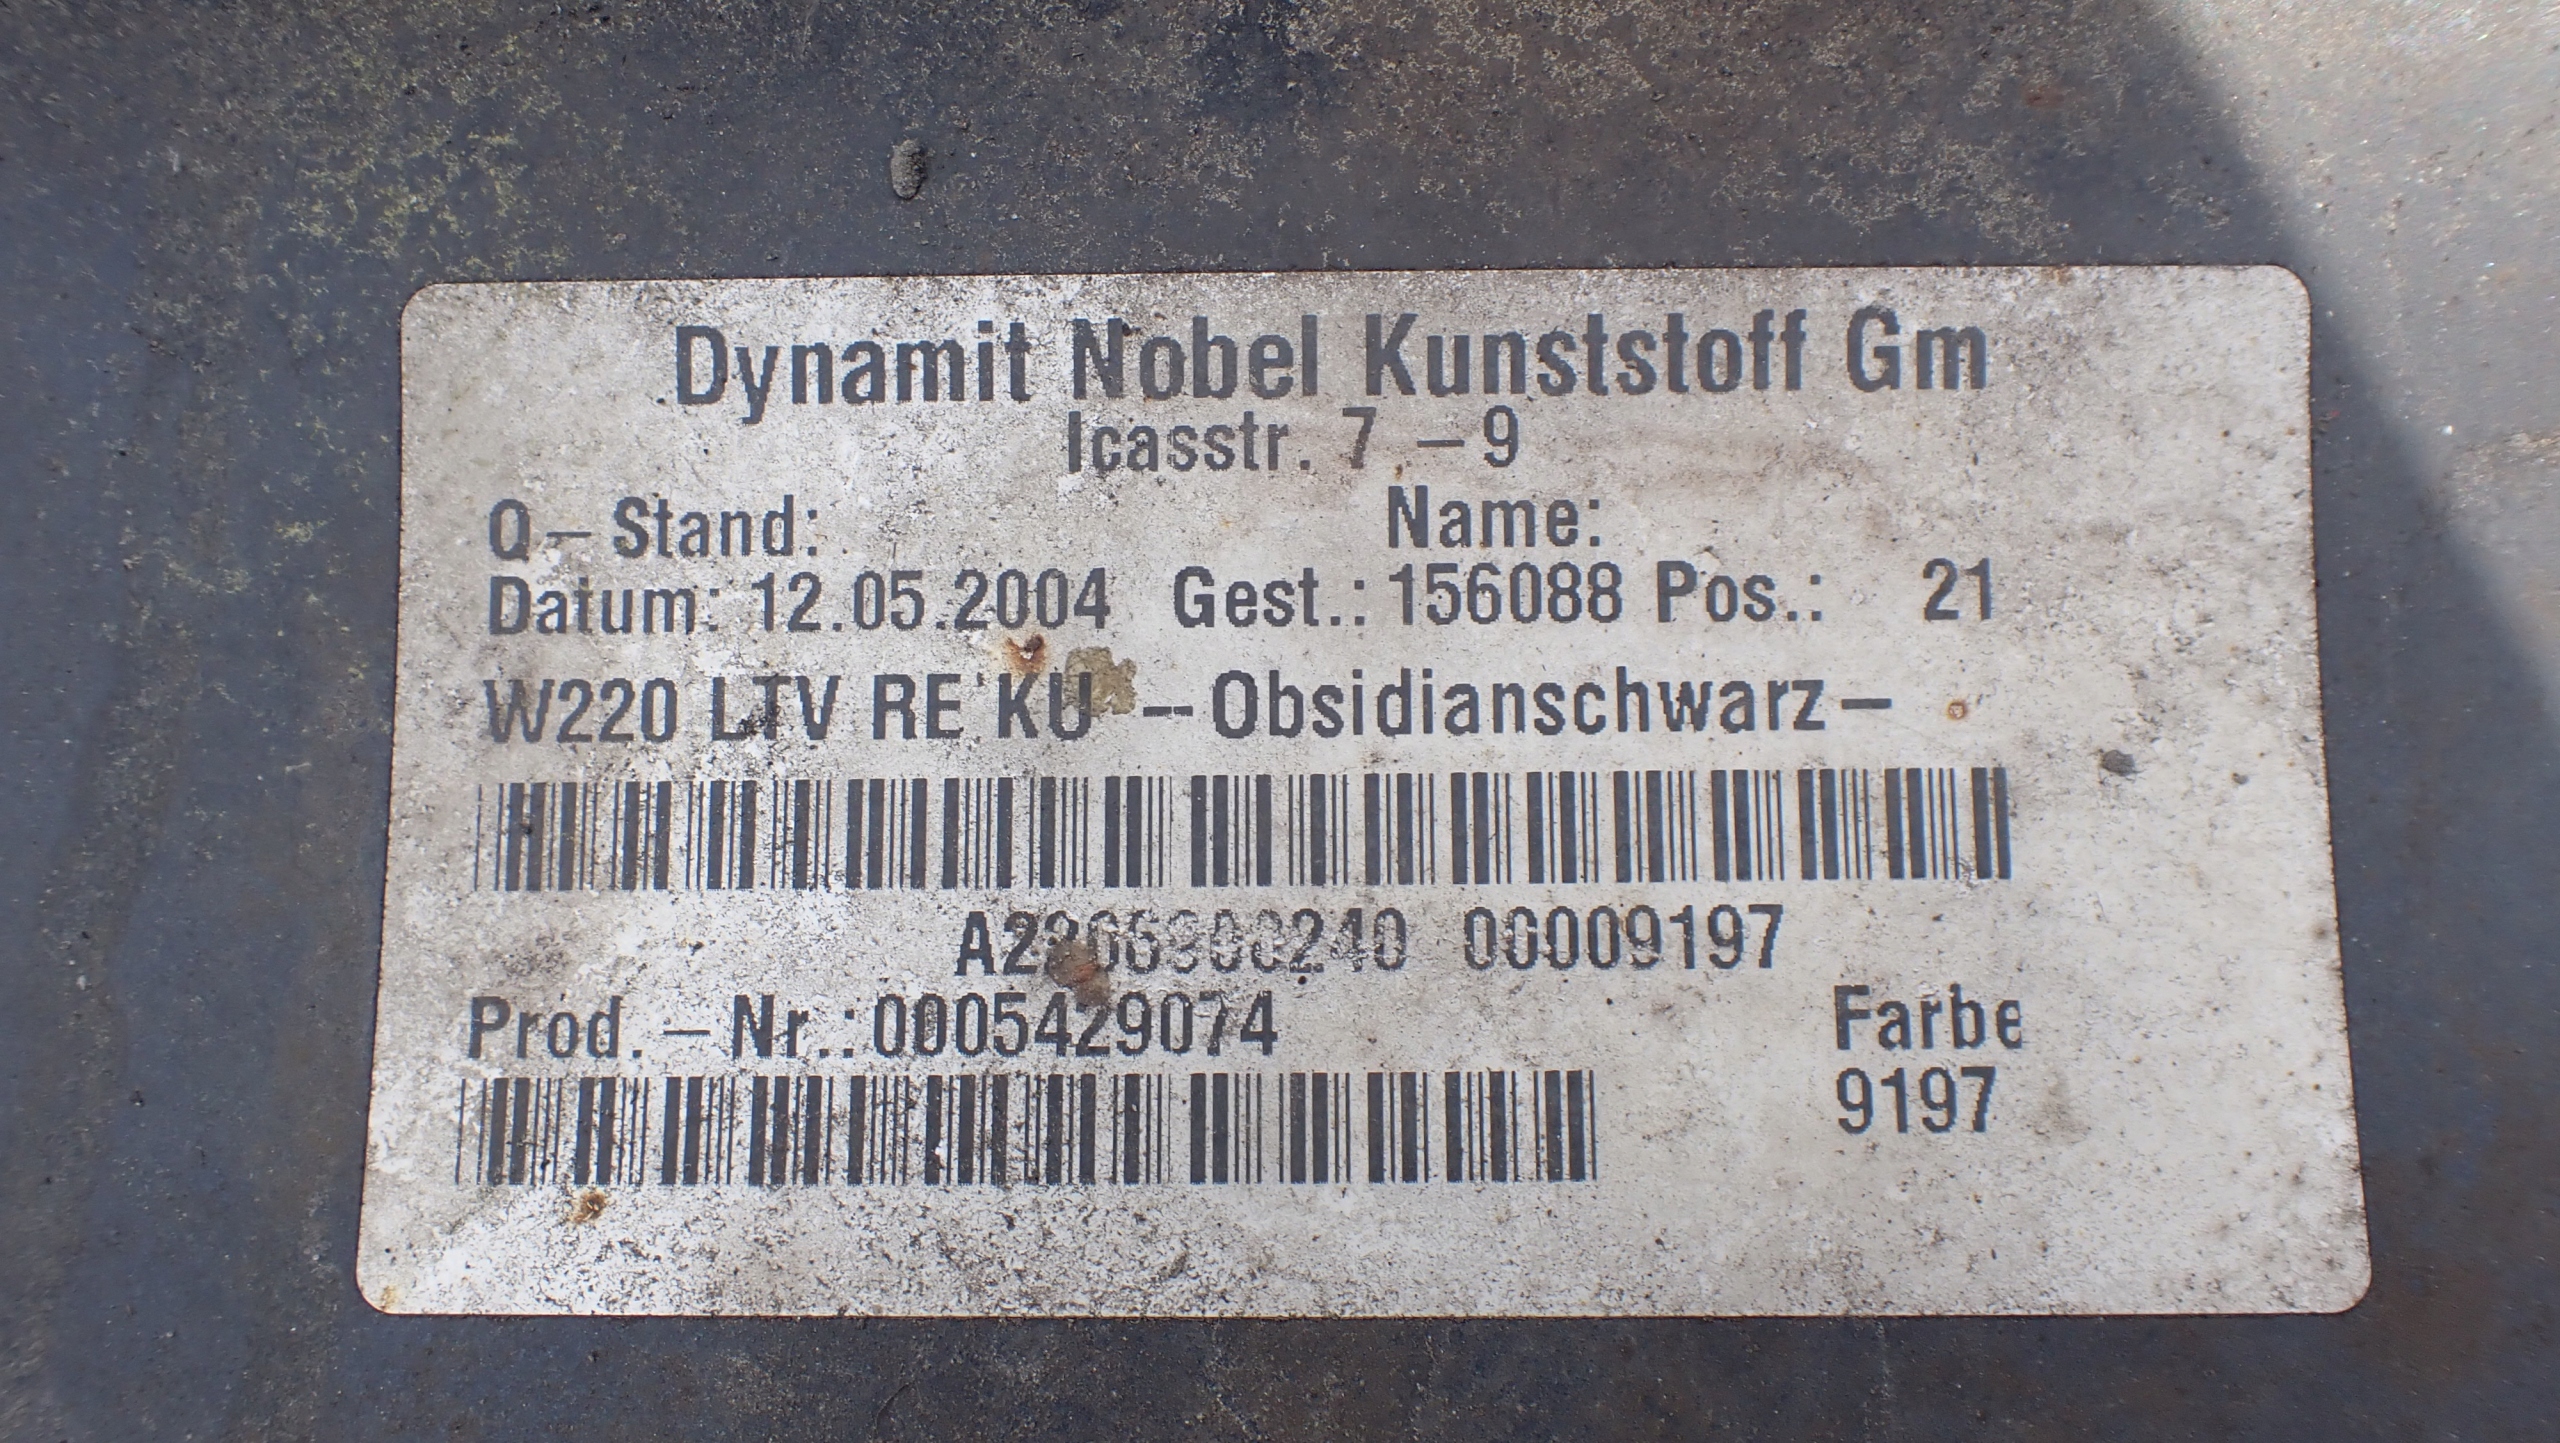 Dynamit Nobel Kunststoff Gm
Icasstr. 7 – 9
Q – Stand: Name:
Datum: 12.05.2004 Gest.: 156088 Pos.: 21
W220 LTV RE KU --Obsidianschwarz–
00009197
Prod. – Nr.: 0005429074 Farbe
9197